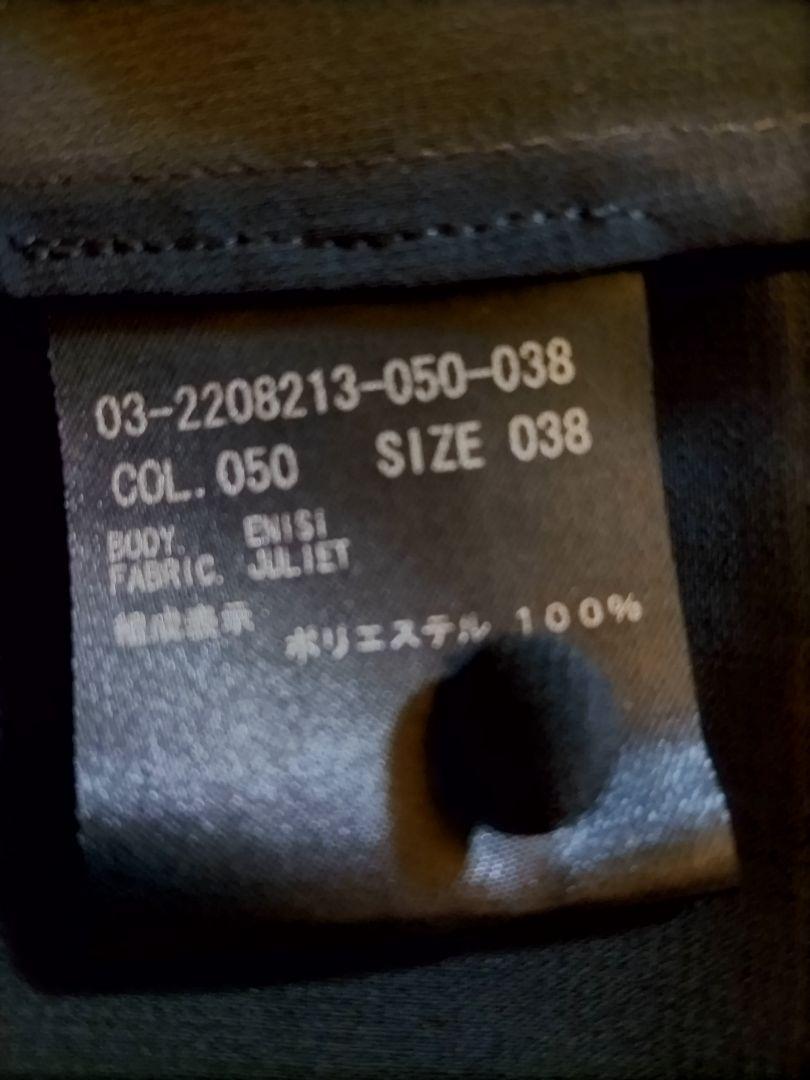 03-2208213-050-038
COL. 050 SIZE 038
BODY. ENISI
FABRIC. JULIET
組成表示 ポリエステル 100%